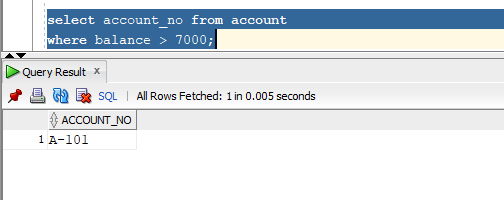 select account_no from account
where balance > 7000;
Query Result x
SQL | All Rows Fetched: 1 in 0.005 seconds
ACCOUNT_NO
1 A-101